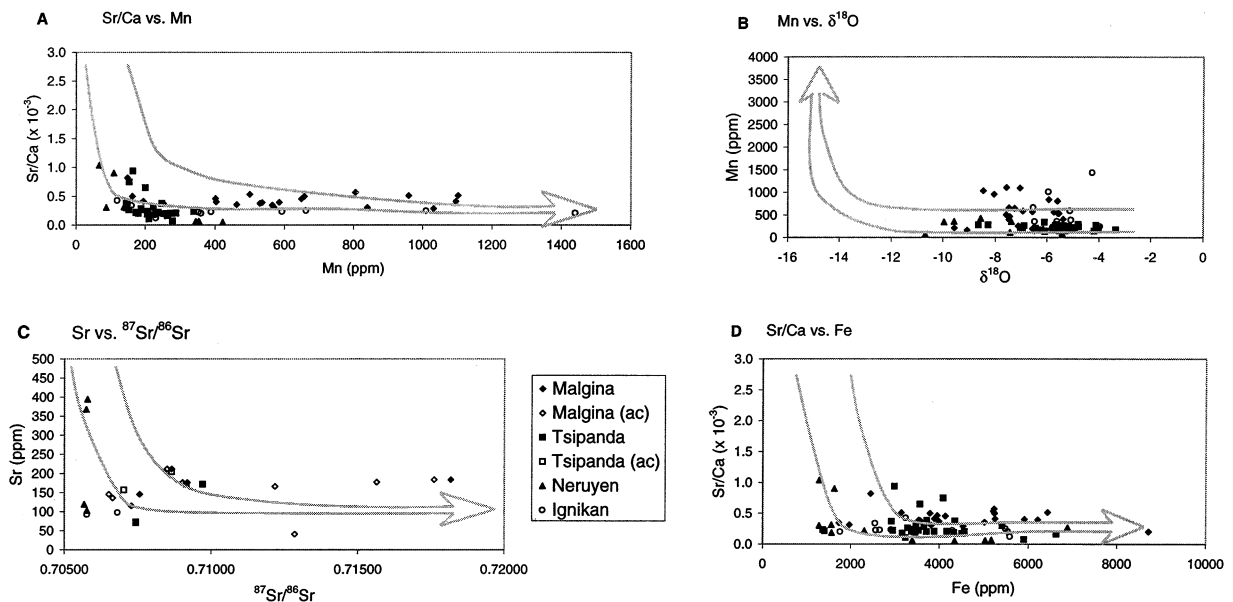 A Sr/Ca vs. Mn
Sr/Ca (x 10⁻³)
3.0
2.5
2.0
1.5
1.0
0.5
0.0
0 200 400 600 800 1000 1200 1400 1600
Mn (ppm)
B Mn vs. δ¹⁸O
Mn (ppm)
4000
3500
3000
2500
2000
1500
1000
500
0
-16 -14 -12 -10 -8 -6 -4 -2 0
δ¹⁸O
C Sr vs. ⁸⁷Sr/⁸⁶Sr
Sr (ppm)
500
450
400
350
300
250
200
150
100
50
0
0.70500 0.71000 0.71500 0.72000
⁸⁷Sr/⁸⁶Sr
Malgina
Malgina (ac)
Tsipanda
Tsipanda (ac)
Neruyen
Ignikan
D Sr/Ca vs. Fe
Sr/Ca (x 10⁻³)
3.0
2.5
2.0
1.5
1.0
0.5
0.0
0 2000 4000 6000 8000 10000
Fe (ppm)